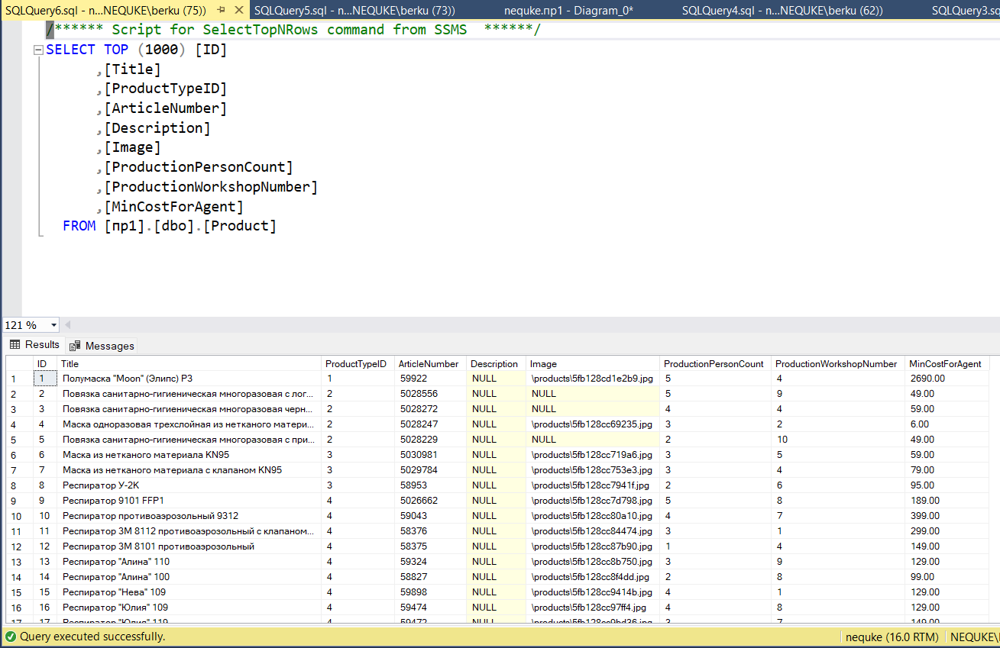 SQLQuery6.sql - n...NEQUKE\berku (75)) SQLQuery5.sql - n...NEQUKE\berku (73)) nequke.пр1 - Diagram_0* SQLQuery4.sql - n...NEQUKE\berku (62)) SQLQuery3.sq
/****** Script for SelectTopNRows command from SSMS ******/
SELECT TOP (1000) [ID]
,[Title]
,[ProductTypeID]
,[ArticleNumber]
,[Description]
,[Image]
,[ProductionPersonCount]
,[ProductionWorkshopNumber]
,[MinCostForAgent]
FROM [пр1].[dbo].[Product]
121 %
Results Messages
ID Title ProductTypeID ArticleNumber Description Image ProductionPersonCount ProductionWorkshopNumber MinCostForAgent
1 1 Полумаска "Moon" (Элипс) P3 1 59922 NULL \products\5fb128cd1e2b9.jpg 5 4 2690.00
2 2 Повязка санитарно-гигиеническая многоразовая с лог... 2 5028556 NULL NULL 5 9 49.00
3 3 Повязка санитарно-гигиеническая многоразовая черн... 2 5028272 NULL NULL 4 4 59.00
4 4 Маска одноразовая трехслойная из нетканого матери... 2 5028247 NULL \products\5fb128cc69235.jpg 3 2 6.00
5 5 Повязка санитарно-гигиеническая многоразовая с при... 2 5028229 NULL NULL 2 10 49.00
6 6 Маска из нетканого материала KN95 3 5030981 NULL \products\5fb128cc719a6.jpg 3 5 59.00
7 7 Маска из нетканого материала с клапаном KN95 3 5029784 NULL \products\5fb128cc753e3.jpg 3 4 79.00
8 8 Респиратор У-2К 3 58953 NULL \products\5fb128cc7941f.jpg 2 6 95.00
9 9 Респиратор 9101 FFP1 4 5026662 NULL \products\5fb128cc7d798.jpg 5 8 189.00
10 10 Респиратор противоаэрозольный 9312 4 59043 NULL \products\5fb128cc80a10.jpg 4 7 399.00
11 11 Респиратор 3M 8112 противоаэрозольный с клапаном... 4 58376 NULL \products\5fb128cc84474.jpg 3 1 299.00
12 12 Респиратор 3M 8101 противоаэрозольный 4 58375 NULL \products\5fb128cc87b90.jpg 1 4 149.00
13 13 Респиратор "Алина" 110 4 59324 NULL \products\5fb128cc8b750.jpg 3 9 129.00
14 14 Респиратор "Алина" 100 4 58827 NULL \products\5fb128cc8f4dd.jpg 2 8 99.00
15 15 Респиратор "Нева" 109 4 59898 NULL \products\5fb128cc9414b.jpg 4 1 129.00
16 16 Респиратор "Юлия" 109 4 59474 NULL \products\5fb128cc97ff4.jpg 4 8 129.00
17 17 Респиратор "Юлия" 119 4 59472 NULL \products\5fb128cc9bd36.jpg 3 7 149.00
Query executed successfully. nequke (16.0 RTM) NEQUKE\